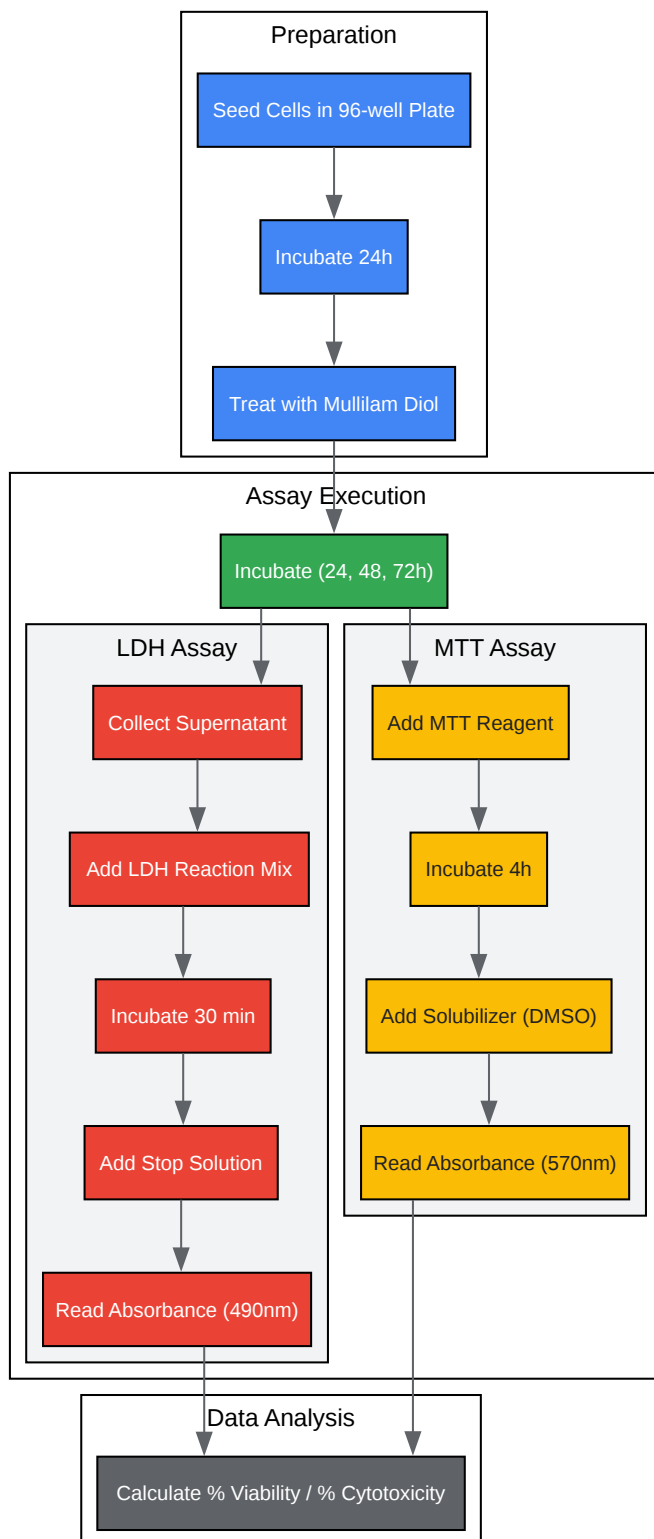 Preparation
Seed Cells in 96-well Plate
Incubate 24h
Treat with Mullilam Diol
Assay Execution
Incubate (24, 48, 72h)
LDH Assay
Collect Supernatant
Add LDH Reaction Mix
Incubate 30 min
Add Stop Solution
Read Absorbance (490nm)
MTT Assay
Add MTT Reagent
Incubate 4h
Add Solubilizer (DMSO)
Read Absorbance (570nm)
Data Analysis
Calculate % Viability / % Cytotoxicity